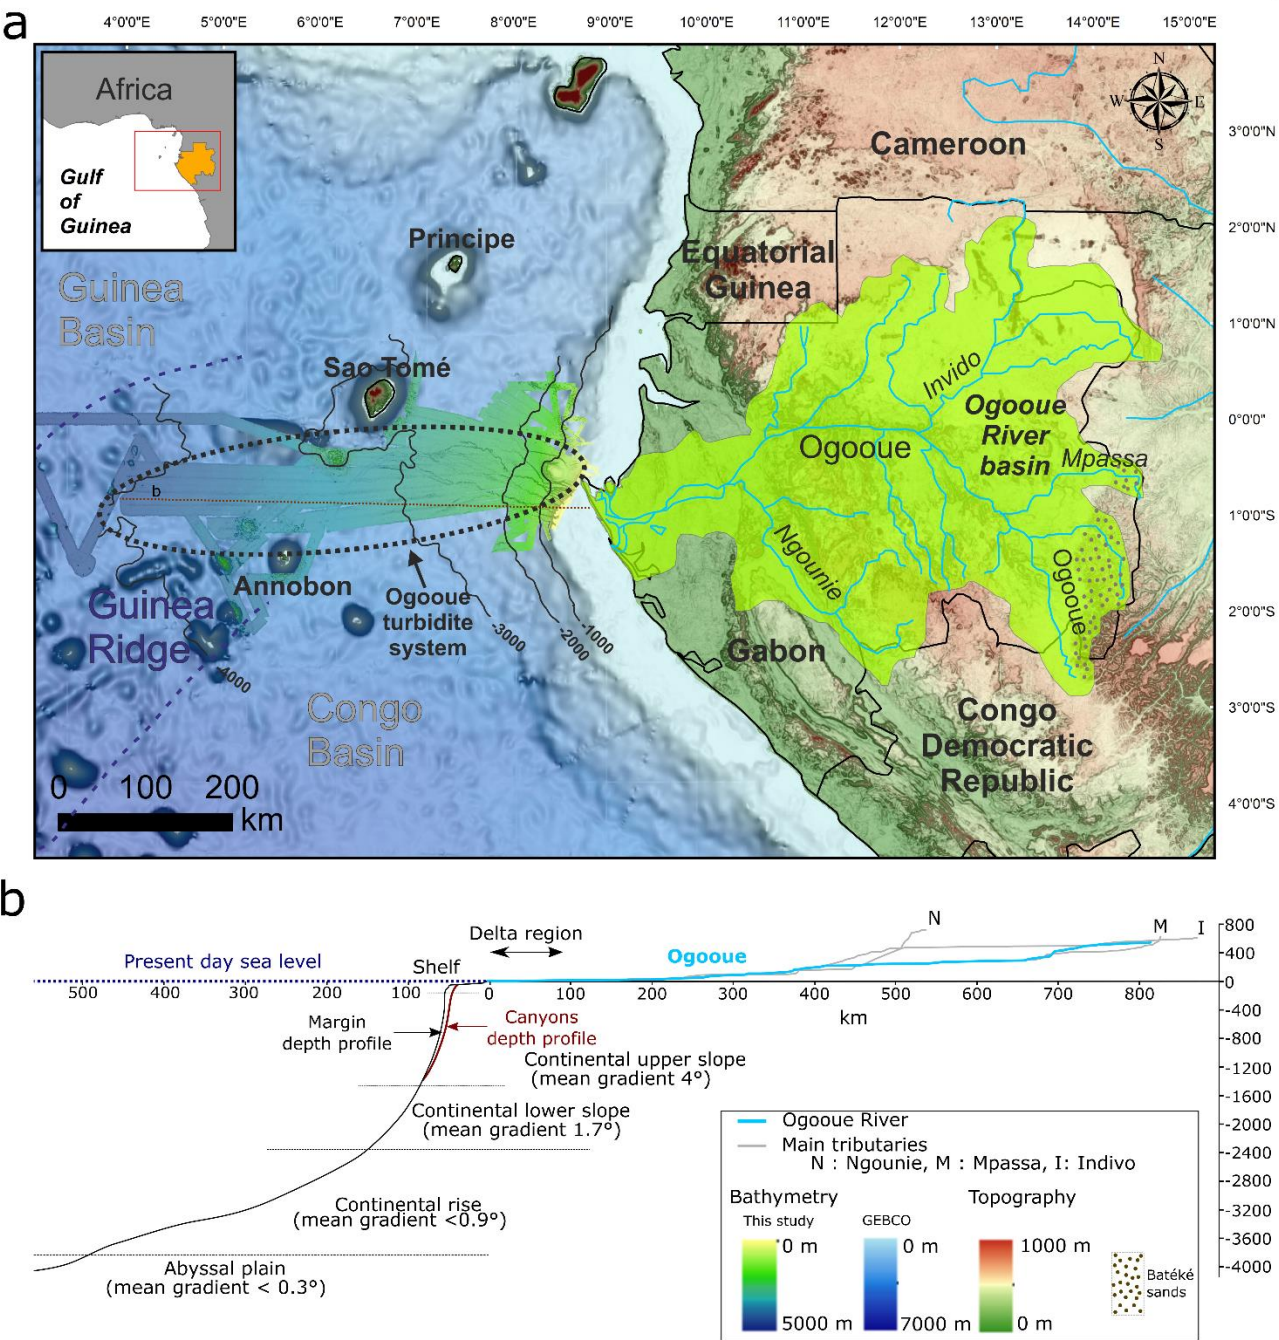 a
4°0'0"E 5°0'0"E 6°0'0"E 7°0'0"E 8°0'0"E 9°0'0"E 10°0'0"E 11°0'0"E 12°0'0"E 13°0'0"E 14°0'0"E 15°0'0"E
Africa
Gulf
of
Guinea
N
W E
S
3°0'0"N
2°0'0"N
1°0'0"N
0°0'0"
1°0'0"S
2°0'0"S
3°0'0"S
4°0'0"S
Cameroon
Equatorial
Guinea
Principe
Guinea
Basin
Sao Tomé
Invido
Ogooue
River
basin
Ogooue
Mpassa
b
Ngounie
Ogooue
Annobon
Ogooue
turbidite
system
Guinea
Ridge
-1000
-2000
-3000
-4000
Gabon
Congo
Basin
Congo
Democratic
Republic
0 100 200
km
b
N
M
I
Delta region
Present day sea level
Shelf
Ogooue
500 400 300 200 100 0 100 200 300 400 500 600 700 800
km
800
400
0
-400
-800
-1200
-1600
-2000
-2400
-2800
-3200
-3600
-4000
Margin
depth profile
Canyons
depth profile
Continental upper slope
(mean gradient 4°)
Continental lower slope
(mean gradient 1.7°)
Continental rise
(mean gradient <0.9°)
Abyssal plain
(mean gradient < 0.3°)
Ogooue River
Main tributaries
N : Ngounie, M : Mpassa, I: Indivo
Bathymetry
Topography
This study
GEBCO
0 m
5000 m
0 m
7000 m
1000 m
0 m
Batéké
sands